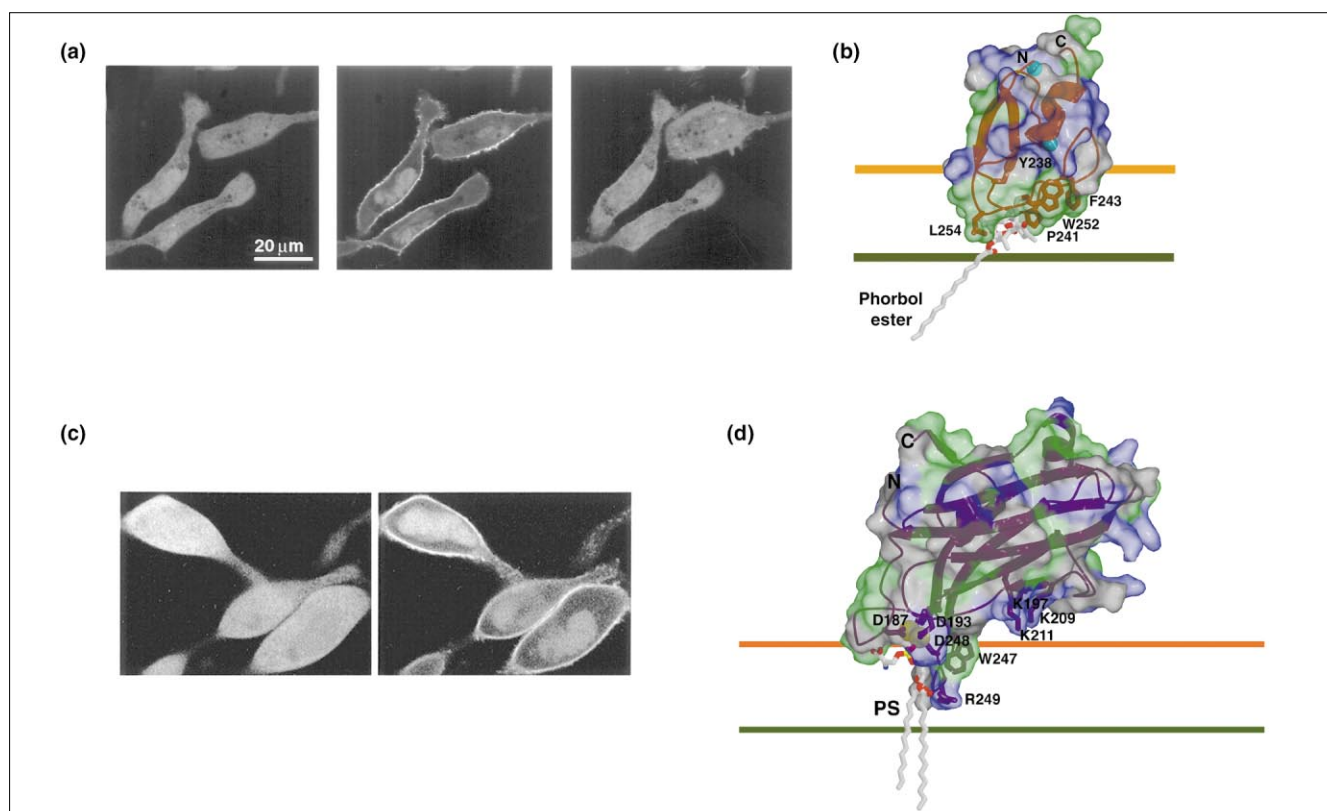 (a)
20 μm
(b)
N
C
Y238
F243
W252
L254
P241
Phorbol
ester
(c)
(d)
C
N
K197
D187
D193
K209
K211
D248
W247
R249
PS